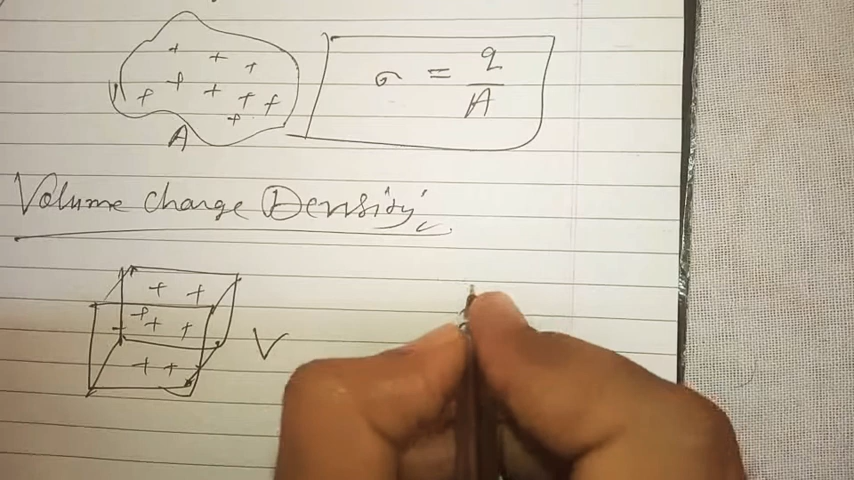 σ = q/A
A
Volume charge Density
V